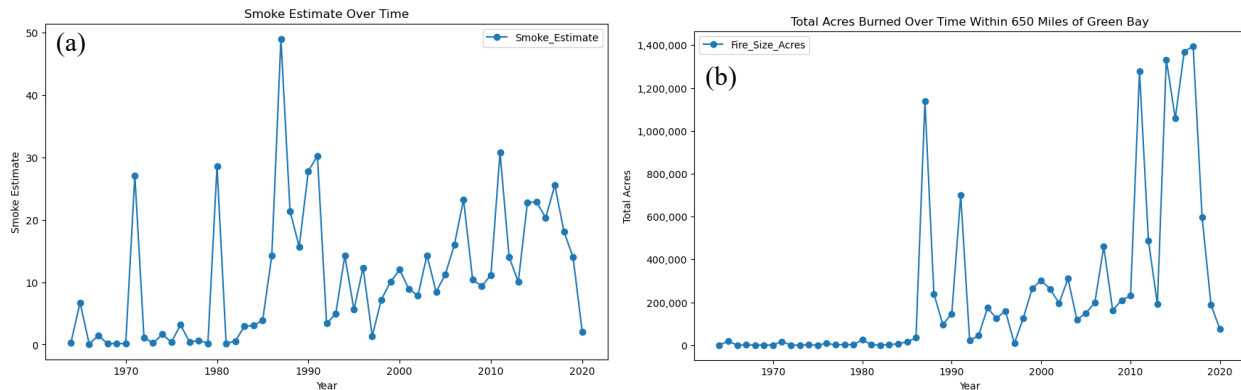 Smoke Estimate Over Time
(a)
Smoke_Estimate
50
40
30
20
10
0
Smoke Estimate
1970
1980
1990
2000
2010
2020
Year
Total Acres Burned Over Time Within 650 Miles of Green Bay
Fire_Size_Acres
(b)
1,400,000
1,200,000
1,000,000
800,000
600,000
400,000
200,000
0
Total Acres
1970
1980
1990
2000
2010
2020
Year